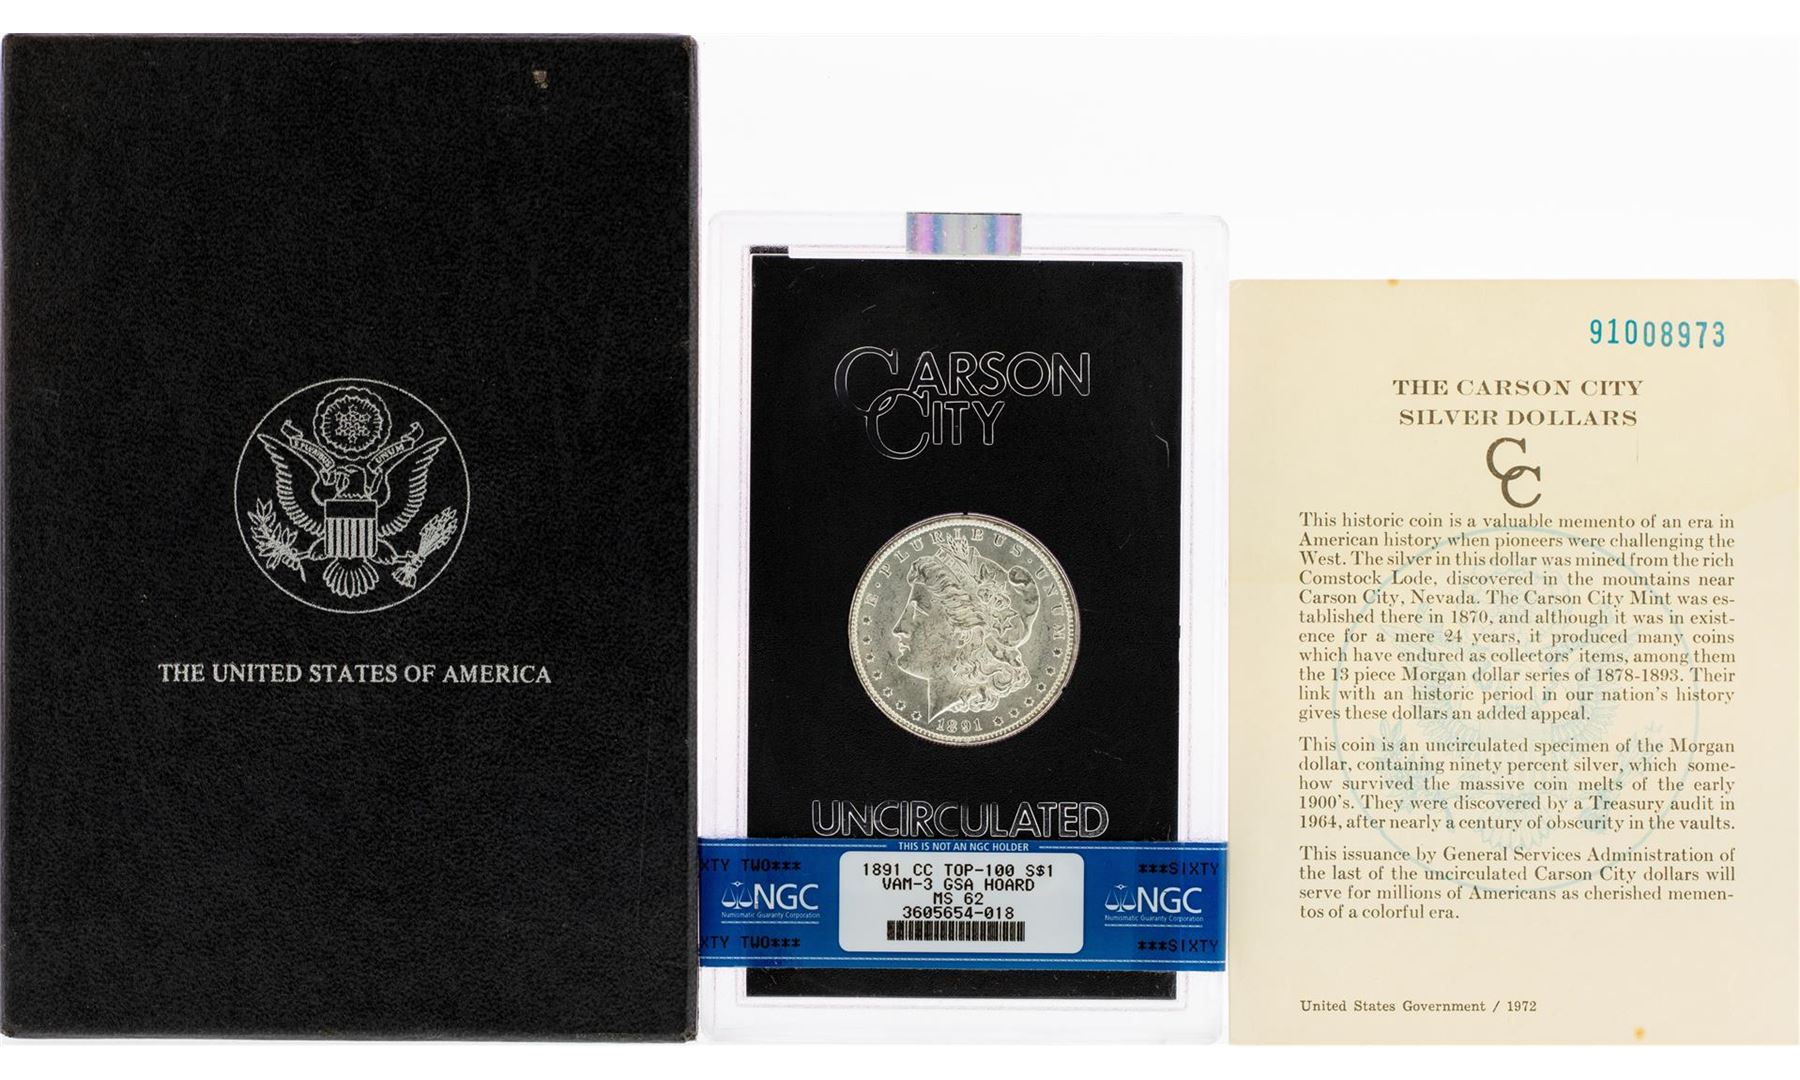 E PLURIBUS UNUM
THE UNITED STATES OF AMERICA
CARSON
CITY
E·PLURIBUS·UNUM
1891
UNCIRCULATED
THIS IS NOT AN NGC HOLDER
XTY TWO***
***SIXTY
1891 CC TOP-100 S$1
VAM-3 GSA HOARD
MS 62
3605654-018
NGC
Numismatic Guaranty Corporation
NGC
Numismatic Guaranty Corporation
XTY TWO***
***SIXTY
91008973
THE CARSON CITY
SILVER DOLLARS
CC
This historic coin is a valuable memento of an era in
American history when pioneers were challenging the
West. The silver in this dollar was mined from the rich
Comstock Lode, discovered in the mountains near
Carson City, Nevada. The Carson City Mint was es-
tablished there in 1870, and although it was in exist-
ence for a mere 24 years, it produced many coins
which have endured as collectors' items, among them
the 13 piece Morgan dollar series of 1878-1893. Their
link with an historic period in our nation's history
gives these dollars an added appeal.
This coin is an uncirculated specimen of the Morgan
dollar, containing ninety percent silver, which some-
how survived the massive coin melts of the early
1900's. They were discovered by a Treasury audit in
1964, after nearly a century of obscurity in the vaults.
This issuance by General Services Administration of
the last of the uncirculated Carson City dollars will
serve for millions of Americans as cherished memen-
tos of a colorful era.
United States Government / 1972